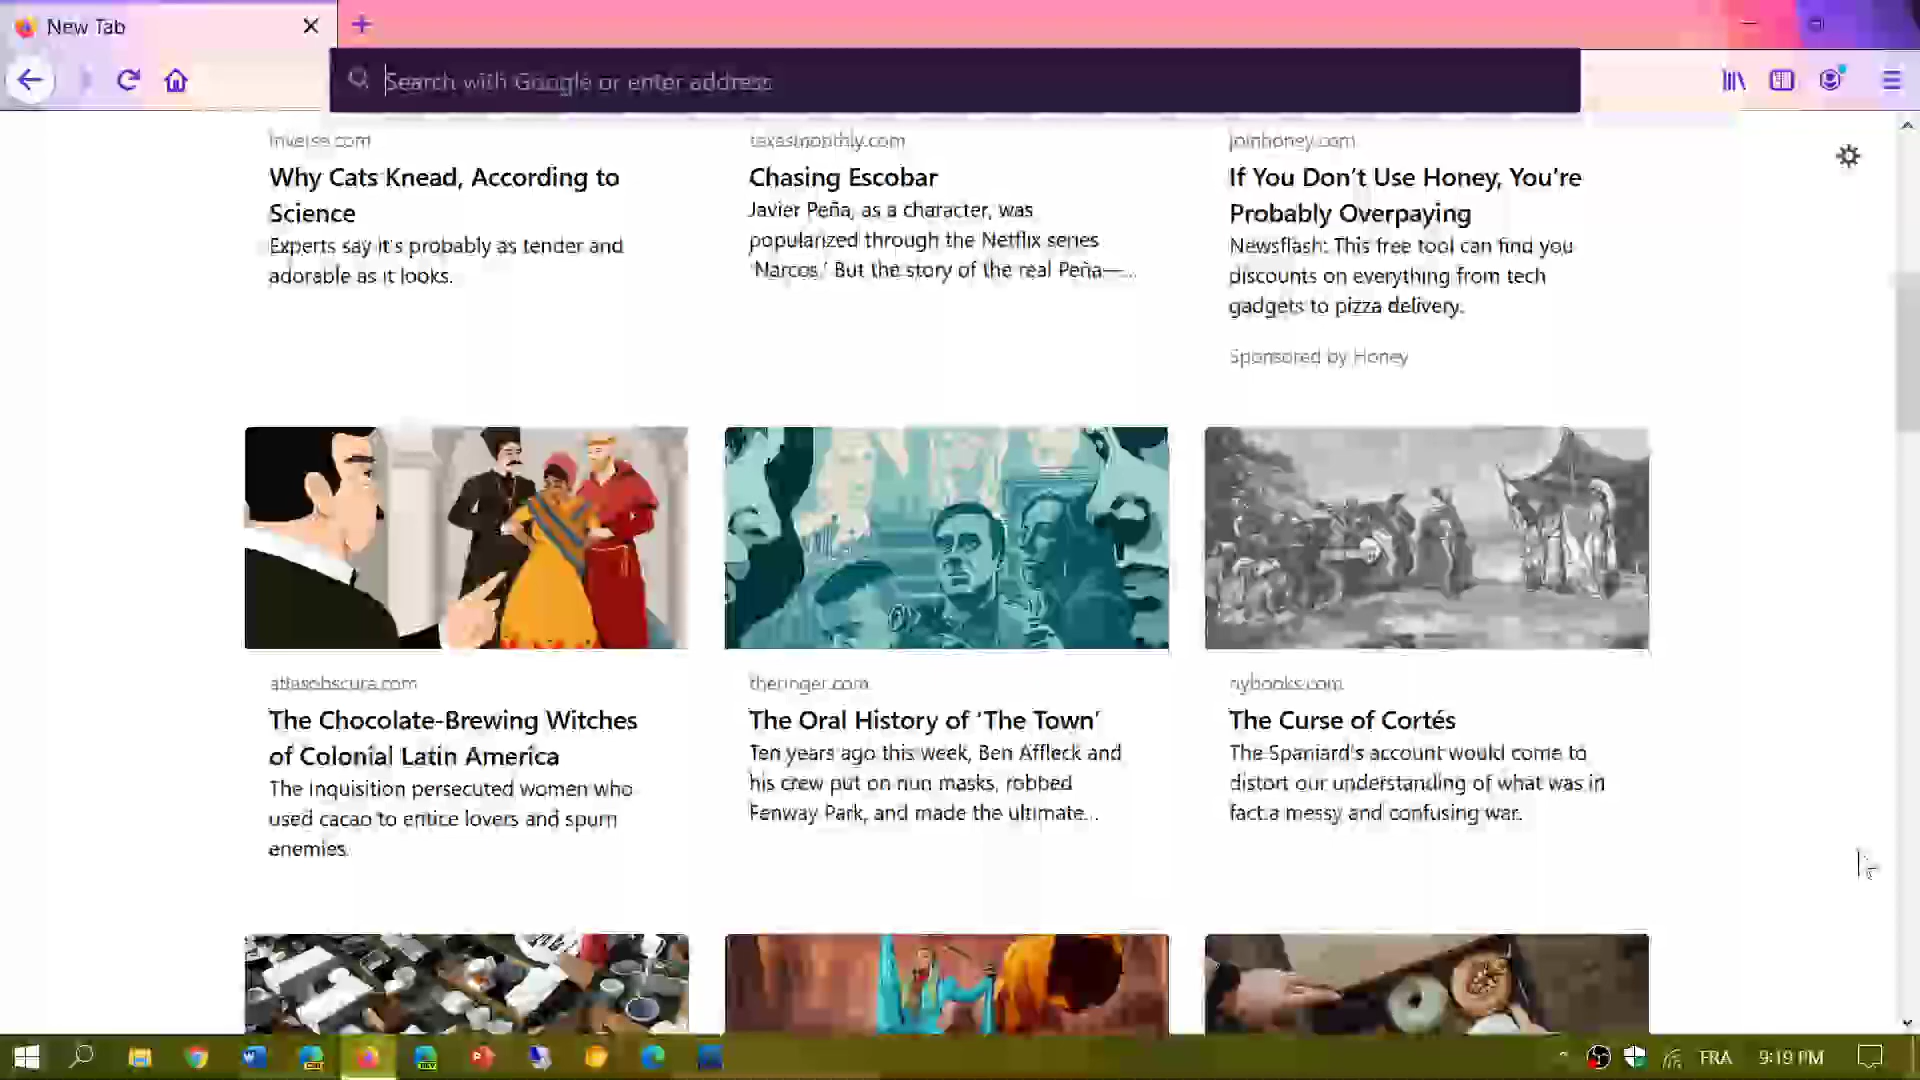 New Tab
Search with Google or enter address
inverse.com
texasmonthly.com
joinhoney.com
Why Cats Knead, According to
Science
Experts say it's probably as tender and
adorable as it looks.
Chasing Escobar
Javier Peña, as a character, was
popularized through the Netflix series
'Narcos.' But the story of the real Peña—...
If You Don't Use Honey, You're
Probably Overpaying
Newsflash: This free tool can find you
discounts on everything from tech
gadgets to pizza delivery.
Sponsored by Honey
atlasobscura.com
The Chocolate-Brewing Witches
of Colonial Latin America
The Inquisition persecuted women who
used cacao to entice lovers and spurn
enemies.
theringer.com
The Oral History of 'The Town'
Ten years ago this week, Ben Affleck and
his crew put on nun masks, robbed
Fenway Park, and made the ultimate...
nybooks.com
The Curse of Cortés
The Spaniard's account would come to
distort our understanding of what was in
fact a messy and confusing war.
FRA
9:19 PM